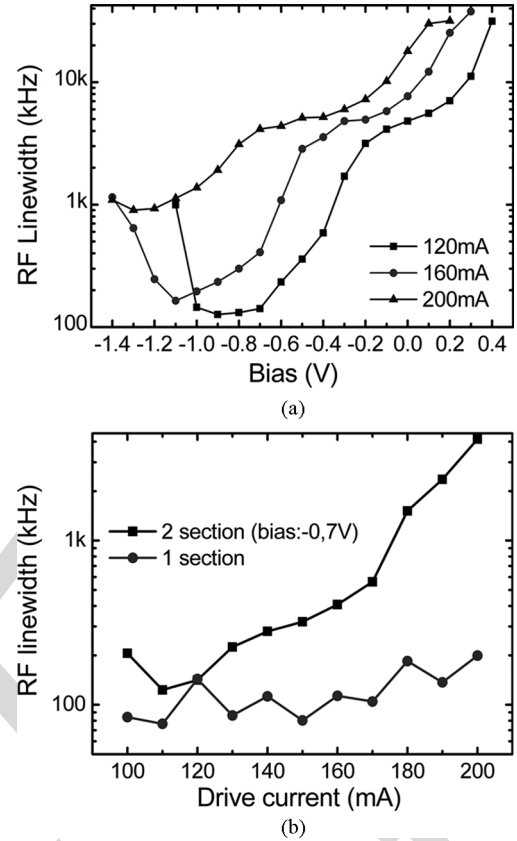 10k
1k
100
RF Linewidth (kHz)
120mA
160mA
200mA
-1.4 -1.2 -1.0 -0.8 -0.6 -0.4 -0.2 0.0 0.2 0.4
Bias (V)
(a)
1k
100
RF linewidth (kHz)
2 section (bias:-0,7V)
1 section
100 120 140 160 180 200
Drive current (mA)
(b)